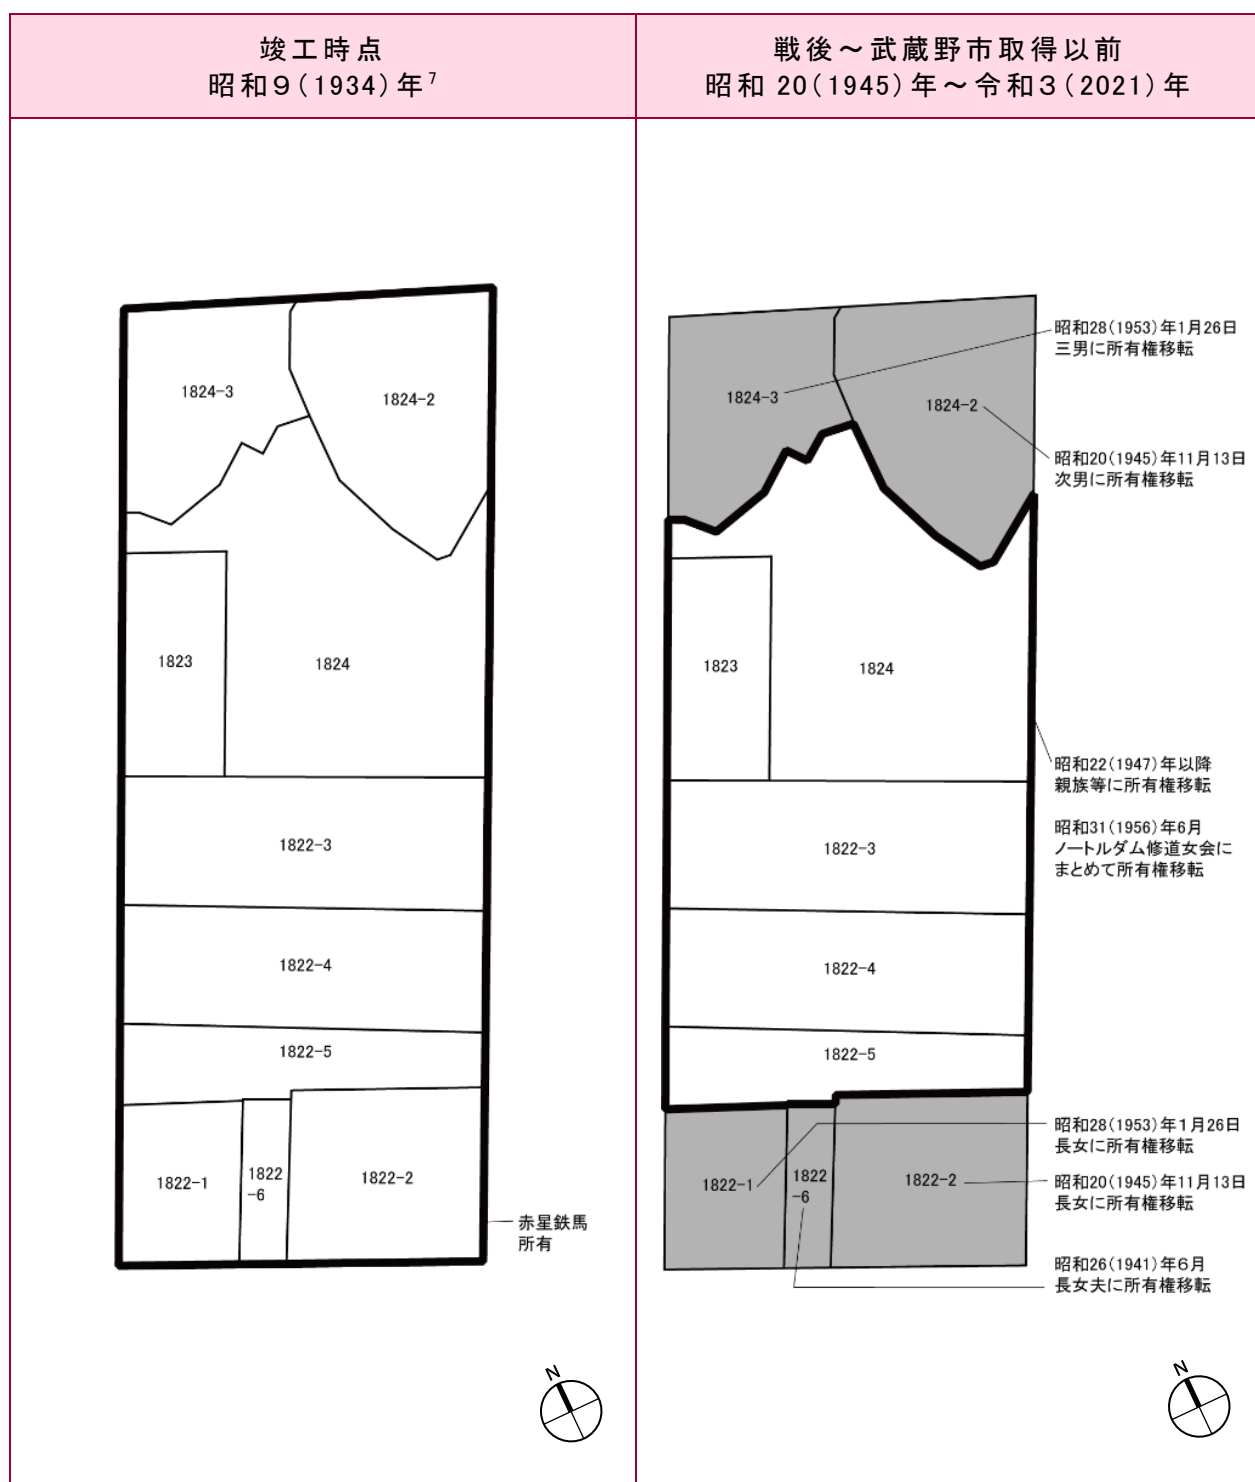 竣工時点
昭和９(1934)年7
戦後～武蔵野市取得以前
昭和 20(1945)年～令和３(2021)年
1824-3
1824-2
1823
1824
1822-3
1822-4
1822-5
1822-1
1822
-6
1822-2
赤星鉄馬
所有
N
1824-3
1824-2
昭和28(1953)年1月26日
三男に所有権移転
昭和20(1945)年11月13日
次男に所有権移転
1823
1824
昭和22(1947)年以降
親族等に所有権移転
昭和31(1956)年6月
ノートルダム修道女会に
まとめて所有権移転
1822-3
1822-4
1822-5
1822-1
1822
-6
1822-2
昭和28(1953)年１月26日
長女に所有権移転
昭和20(1945)年11月13日
長女に所有権移転
昭和26(1941)年６月
長女夫に所有権移転
N